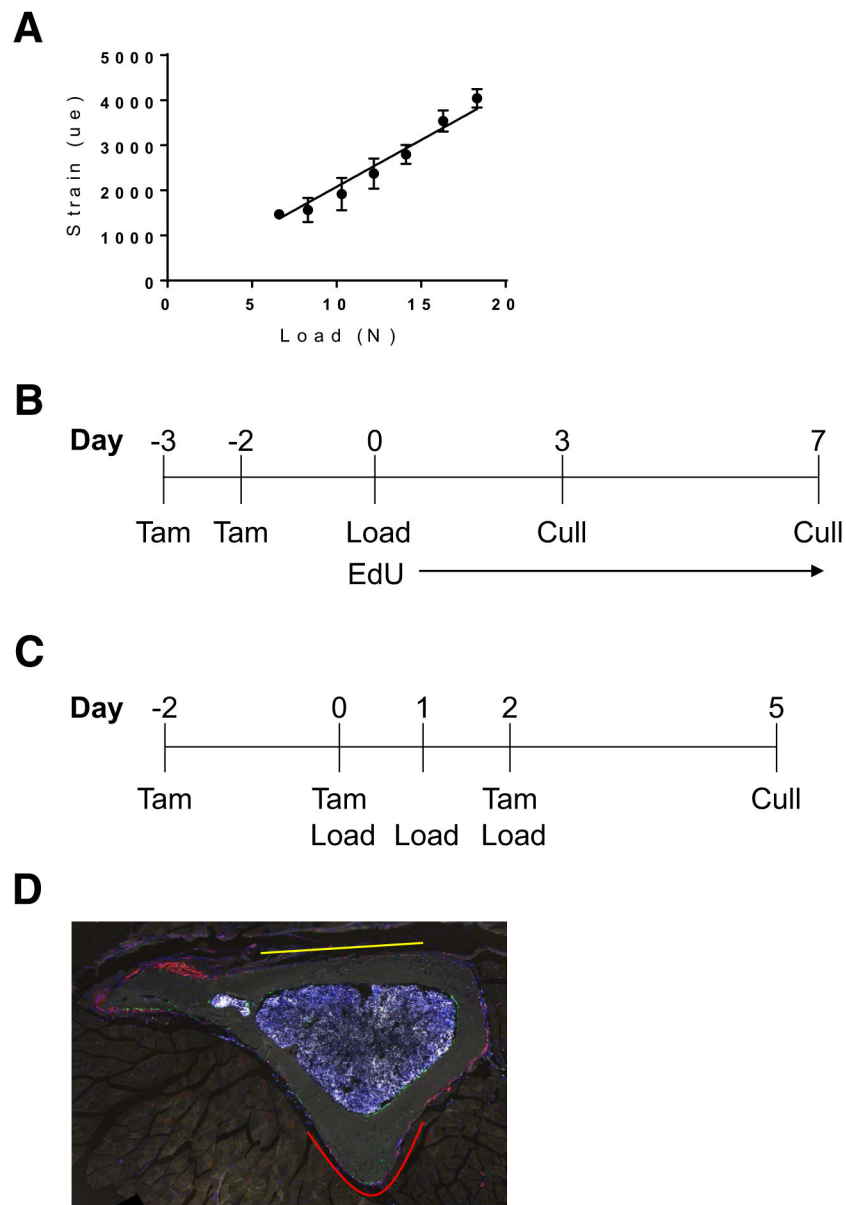 A
5000
4000
3000
2000
1000
0
Strain (ue)
0 5 10 15 20
Load (N)
B
Day -3 -2 0 3 7
Tam Tam Load Cull Cull
EdU
C
Day -2 0 1 2 5
Tam Tam Tam Cull
Load Load Load
D